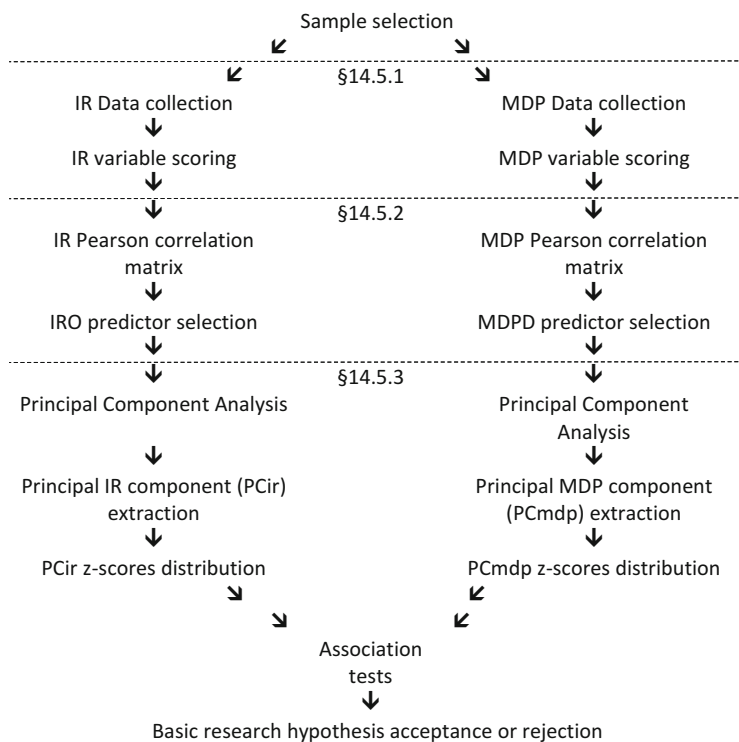 Sample selection
§14.5.1
IR Data collection
MDP Data collection
IR variable scoring
MDP variable scoring
§14.5.2
IR Pearson correlation
matrix
MDP Pearson correlation
matrix
IRO predictor selection
MDPD predictor selection
§14.5.3
Principal Component Analysis
Principal Component
Analysis
Principal IR component (PCir)
extraction
Principal MDP component
(PCmdp) extraction
PCir z-scores distribution
PCmdp z-scores distribution
Association
tests
Basic research hypothesis acceptance or rejection